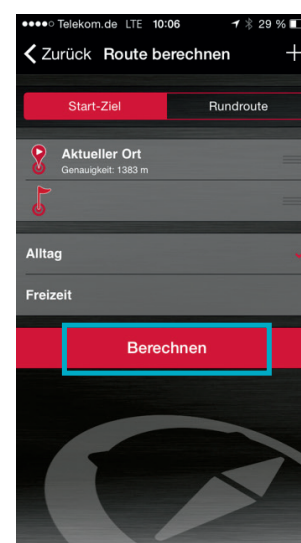 Telekom.de LTE 10:06 29 %
Zurück Route berechnen +
Start-Ziel Rundroute
Aktueller Ort
Genauigkeit: 1383 m
Alltag
Freizeit
Berechnen